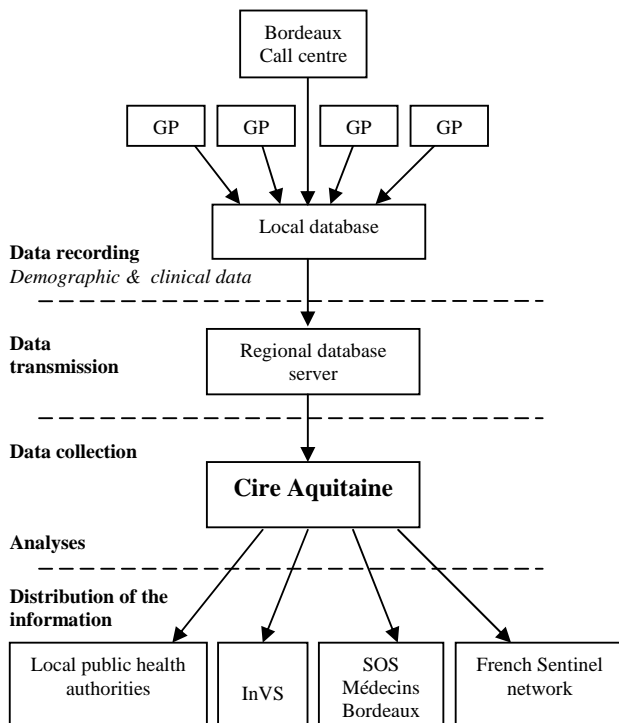 Bordeaux
Call centre
GP
GP
GP
GP
Local database
Data recording
Demographic & clinical data
Data
transmission
Regional database
server
Data collection
Cire Aquitaine
Analyses
Distribution of the
information
Local public health
authorities
InVS
SOS
Médecins
Bordeaux
French Sentinel
network